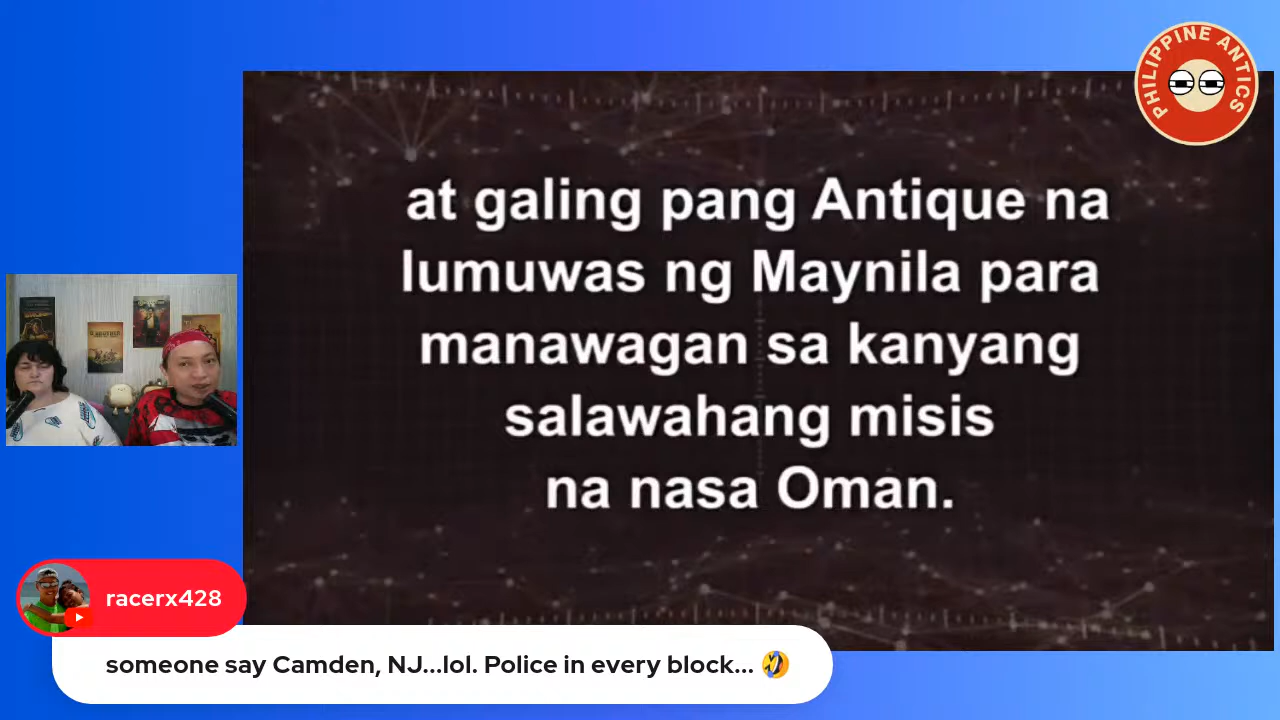 PHILIPPINE ANTICS
at galing pang Antique na
lumuwas ng Maynila para
manawagan sa kanyang
salawahang misis
na nasa Oman.
racerx428
someone say Camden, NJ...lol. Police in every block... 🤣